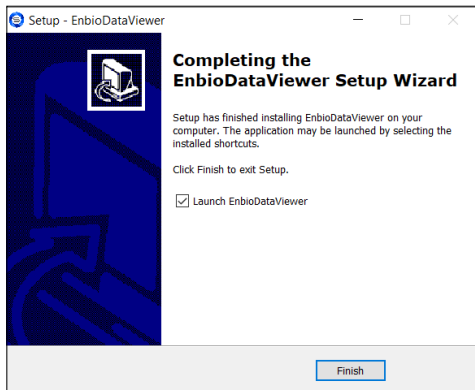 Setup - EnbioDataViewer
Completing the
EnbioDataViewer Setup Wizard
Setup has finished installing EnbioDataViewer on your
computer. The application may be launched by selecting the
installed shortcuts.
Click Finish to exit Setup.
Launch EnbioDataViewer
Finish